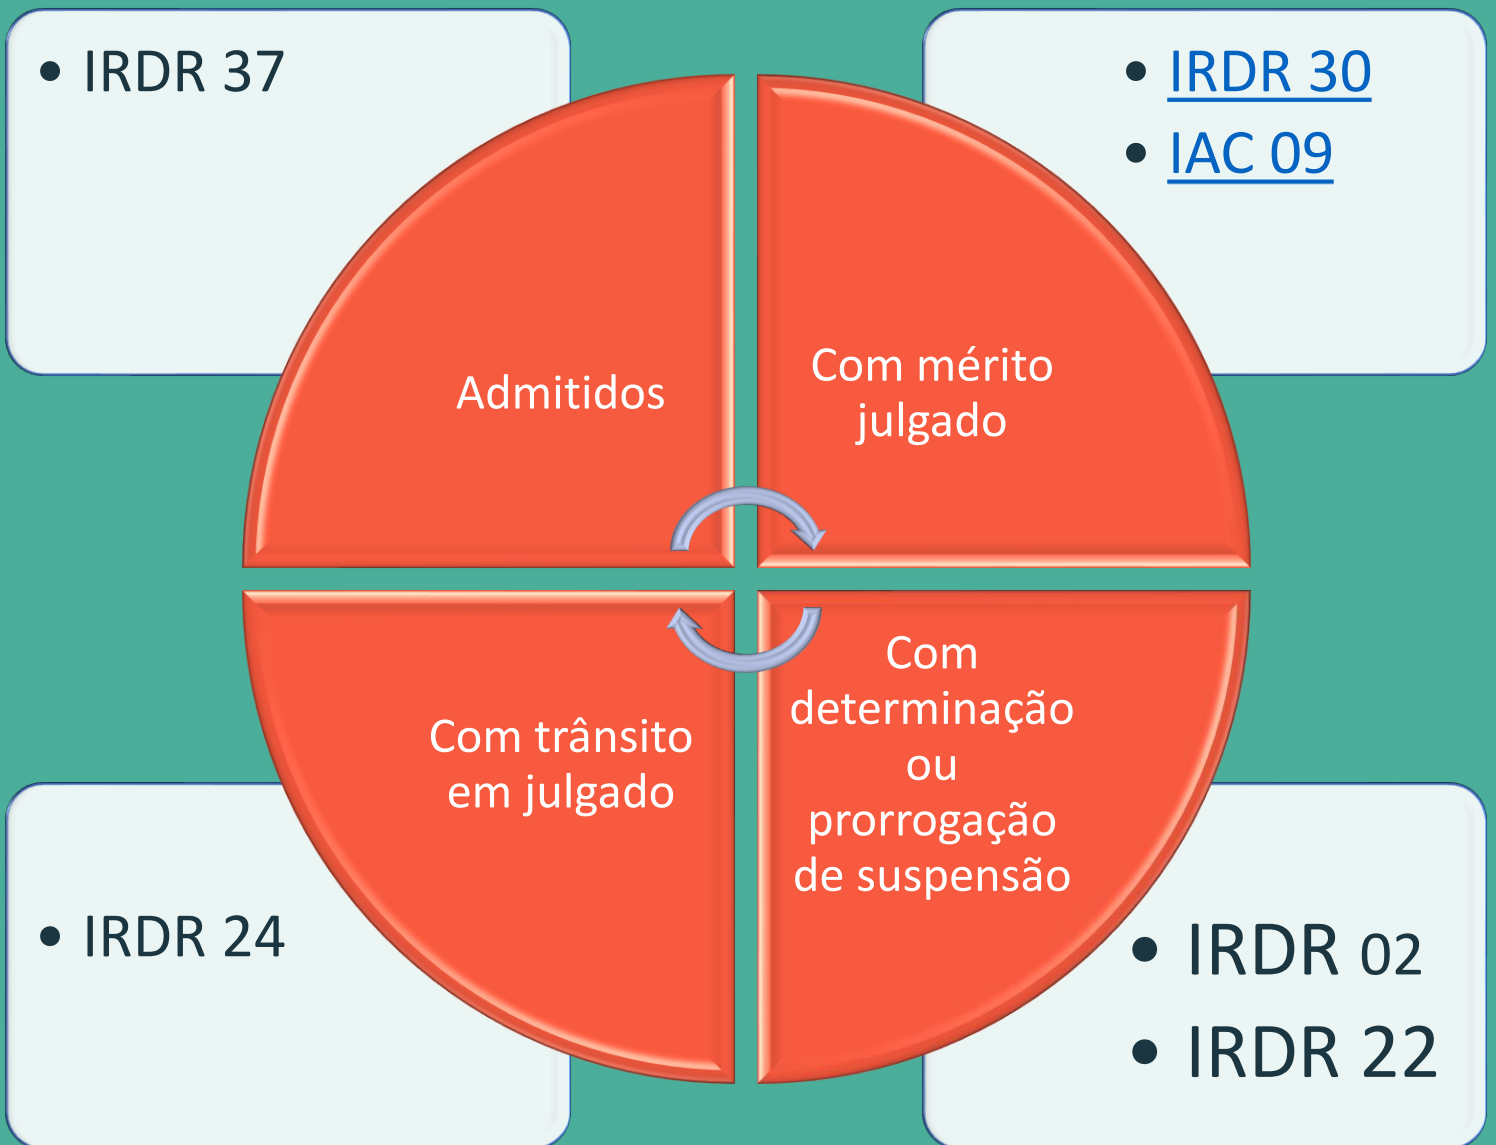 • IRDR 37
Admitidos
• IRDR 30
• IAC 09
Com mérito
julgado
Com trânsito
em julgado
• IRDR 24
Com
determinação
ou
prorrogação
de suspensão
• IRDR 02
• IRDR 22